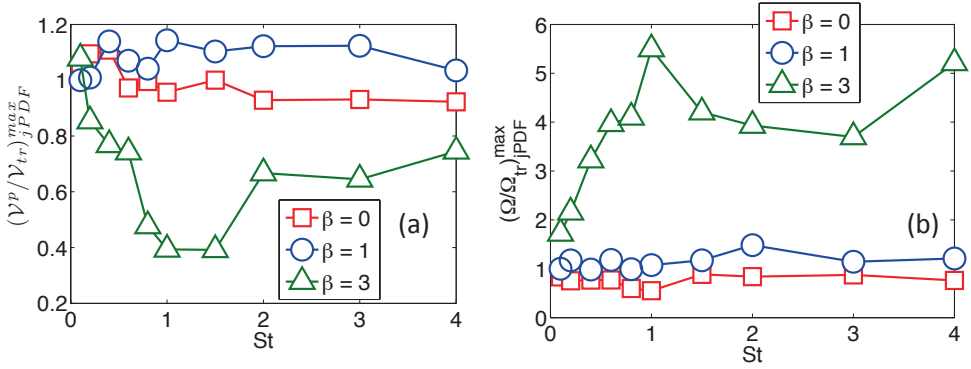 1.2
1
0.8
0.6
0.4
0.2
0 1 2 3 4
St
(𝒱^p/𝒱_tr)^max_jPDF
(a)
β = 0
β = 1
β = 3
6
5
4
3
2
1
0
0 1 2 3 4
St
(Ω/Ω_tr)^max_jPDF
(b)
β = 0
β = 1
β = 3